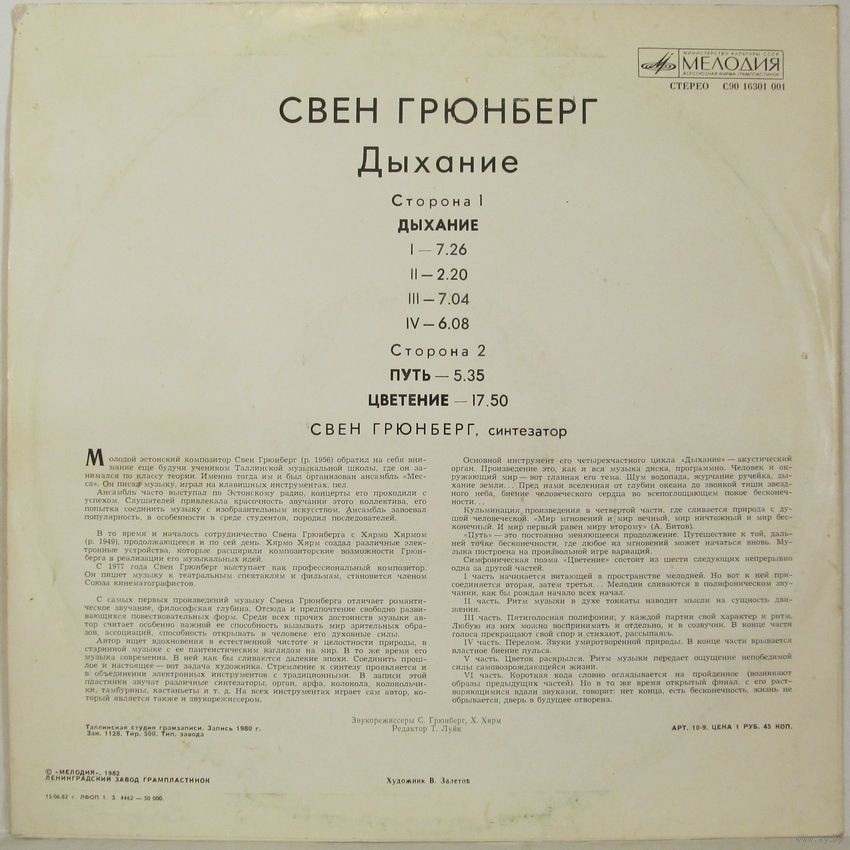 МИНИСТЕРСТВО КУЛЬТУРЫ СССР
МЕЛОДИЯ
ВСЕСОЮЗНАЯ ФИРМА ГРАМПЛАСТИНОК
СТЕРЕО С90 16301 001
СВЕН ГРЮНБЕРГ
Дыхание
Сторона 1
ДЫХАНИЕ
I — 7.26
II — 2.20
III — 7.04
IV — 6.08
Сторона 2
ПУТЬ — 5.35
ЦВЕТЕНИЕ — 17.50
СВЕН ГРЮНБЕРГ, синтезатор
Молодой эстонский композитор Свен Грюнберг (р. 1956) обратил на себя вни-
мание еще будучи учеником Таллинской музыкальной школы, где он за-
нимался по классу теории. Именно тогда им и был организован ансамбль «Мес-
са». Он писал музыку, играл на клавишных инструментах, пел.
Ансамбль часто выступал по Эстонскому радио, концерты его проходили с
успехом. Слушателей привлекала красочность звучания этого коллектива, его
попытка соединить музыку с изобразительным искусством. Ансамбль завоевал
популярность, в особенности в среде студентов, породил последователей.
В то время и началось сотрудничество Свена Грюнберга с Хярмо Хярмом
(р. 1949), продолжающееся и по сей день. Хярмо Хярм создал различные элек-
тронные устройства, которые расширили композиторские возможности Грюн-
берга в реализации его музыкальных идей.
С 1977 года Свен Грюнберг выступает как профессиональный композитор.
Он пишет музыку к театральным спектаклям и фильмам, становится членом
Союза кинематографистов.
С самых первых произведений музыку Свена Грюнберга отличает романти-
ческое звучание, философская глубина. Отсюда и предпочтение свободно разви-
вающихся повествовательных форм. Среди всех прочих достоинств музыки ав-
тор считает особенно важной ее способность вызывать мир зрительных обра-
зов, ассоциаций, способность открывать в человеке его духовные силы.
Автор ищет вдохновения в естественной чистоте и целостности природы, в
старинной музыке с ее пантеистическим взглядом на мир. В то же время его
музыка современна. В ней как бы сливаются далекие эпохи. Соединить прош-
лое и настоящее — вот задача художника. Стремление к синтезу проявляется и
в объединении электронных инструментов с традиционными. В записи этой
пластинки звучат различные синтезаторы, орган, арфа, колокола, колокольчи-
ки, тамбурины, кастаньеты и т. д. На всех инструментах играет сам автор, ко-
торый является также и звукорежиссером.
Основной инструмент его четырехчастного цикла «Дыхание» — акустический
орган. Произведение это, как и вся музыка диска, программно. Человек и ок-
ружающий мир — вот главная его тема. Шум водопада, журчание ручейка, ды-
хание земли... Пред нами вселенная от глубин океана до звонкой тиши звезд-
ного неба, биение человеческого сердца во всепоглощающем покое бесконеч-
ности...
Кульминация произведения в четвертой части, где сливается природа с ду-
шой человеческой. «Мир мгновений и мир вечный, мир ничтожный и мир бес-
конечный. И мир первый равен миру второму» (А. Битов).
«Путь» — это постоянно меняющееся продолжение. Путешествие к той, даль-
ней точке бесконечности, где любое из мгновений может начаться вновь. Му-
зыка построена на произвольной игре вариаций.
Симфоническая поэма «Цветение» состоит из шести следующих непрерывно
одна за другой частей.
I часть начинается витающей в пространстве мелодией. Но вот к ней при-
соединяется вторая, затем третья... Мелодии сливаются в полифоническом зву-
чании, как бы рождая начало всех начал.
II часть. Ритм музыки в духе токкаты наводит мысли на сущность дви-
жения.
III часть. Пятиголосная полифония; у каждой партии свой характер и ритм.
Любую из них можно воспринимать и отдельно, и в созвучии. В конце части
голоса прекращают свой спор и стихают, рассыпаясь.
IV часть. Перелом. Звуки умиротворенной природы. В конце части врывается
властное биение пульса.
V часть. Цветок раскрылся. Ритм музыки передает ощущение непобедимой
силы самовозрождающейся жизни.
VI часть. Короткая кода словно оглядывается на пройденное (возникают
образы предыдущих частей). Но в то же время открытый финал, с его раст-
воряющимися вдали звуками, говорит: нет конца, есть бесконечность, жизнь не
обрывается, дверь в будущее отворена.
Звукорежиссеры С. Грюнберг, Х. Хярм
Редактор Т. Луйк
Таллинская студия грамзаписи. Запись 1980 г.
Зак. 1128. Тир. 500. Тип. завода
АРТ. 10-9. ЦЕНА 1 РУБ. 45 КОП.
© «МЕЛОДИЯ», 1982
ЛЕНИНГРАДСКИЙ ЗАВОД ГРАМПЛАСТИНОК
Художник В. Залетов
15.06.82 г. ЛФОП 1. З. 4462 — 50 000.